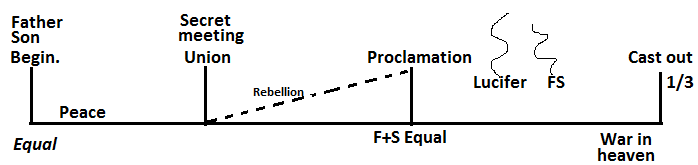 Father
Son
Begin.
Secret
meeting
Union
Proclamation
Lucifer
FS
Cast out
1/3
Peace
Rebellion
Equal
F+S Equal
War in
heaven